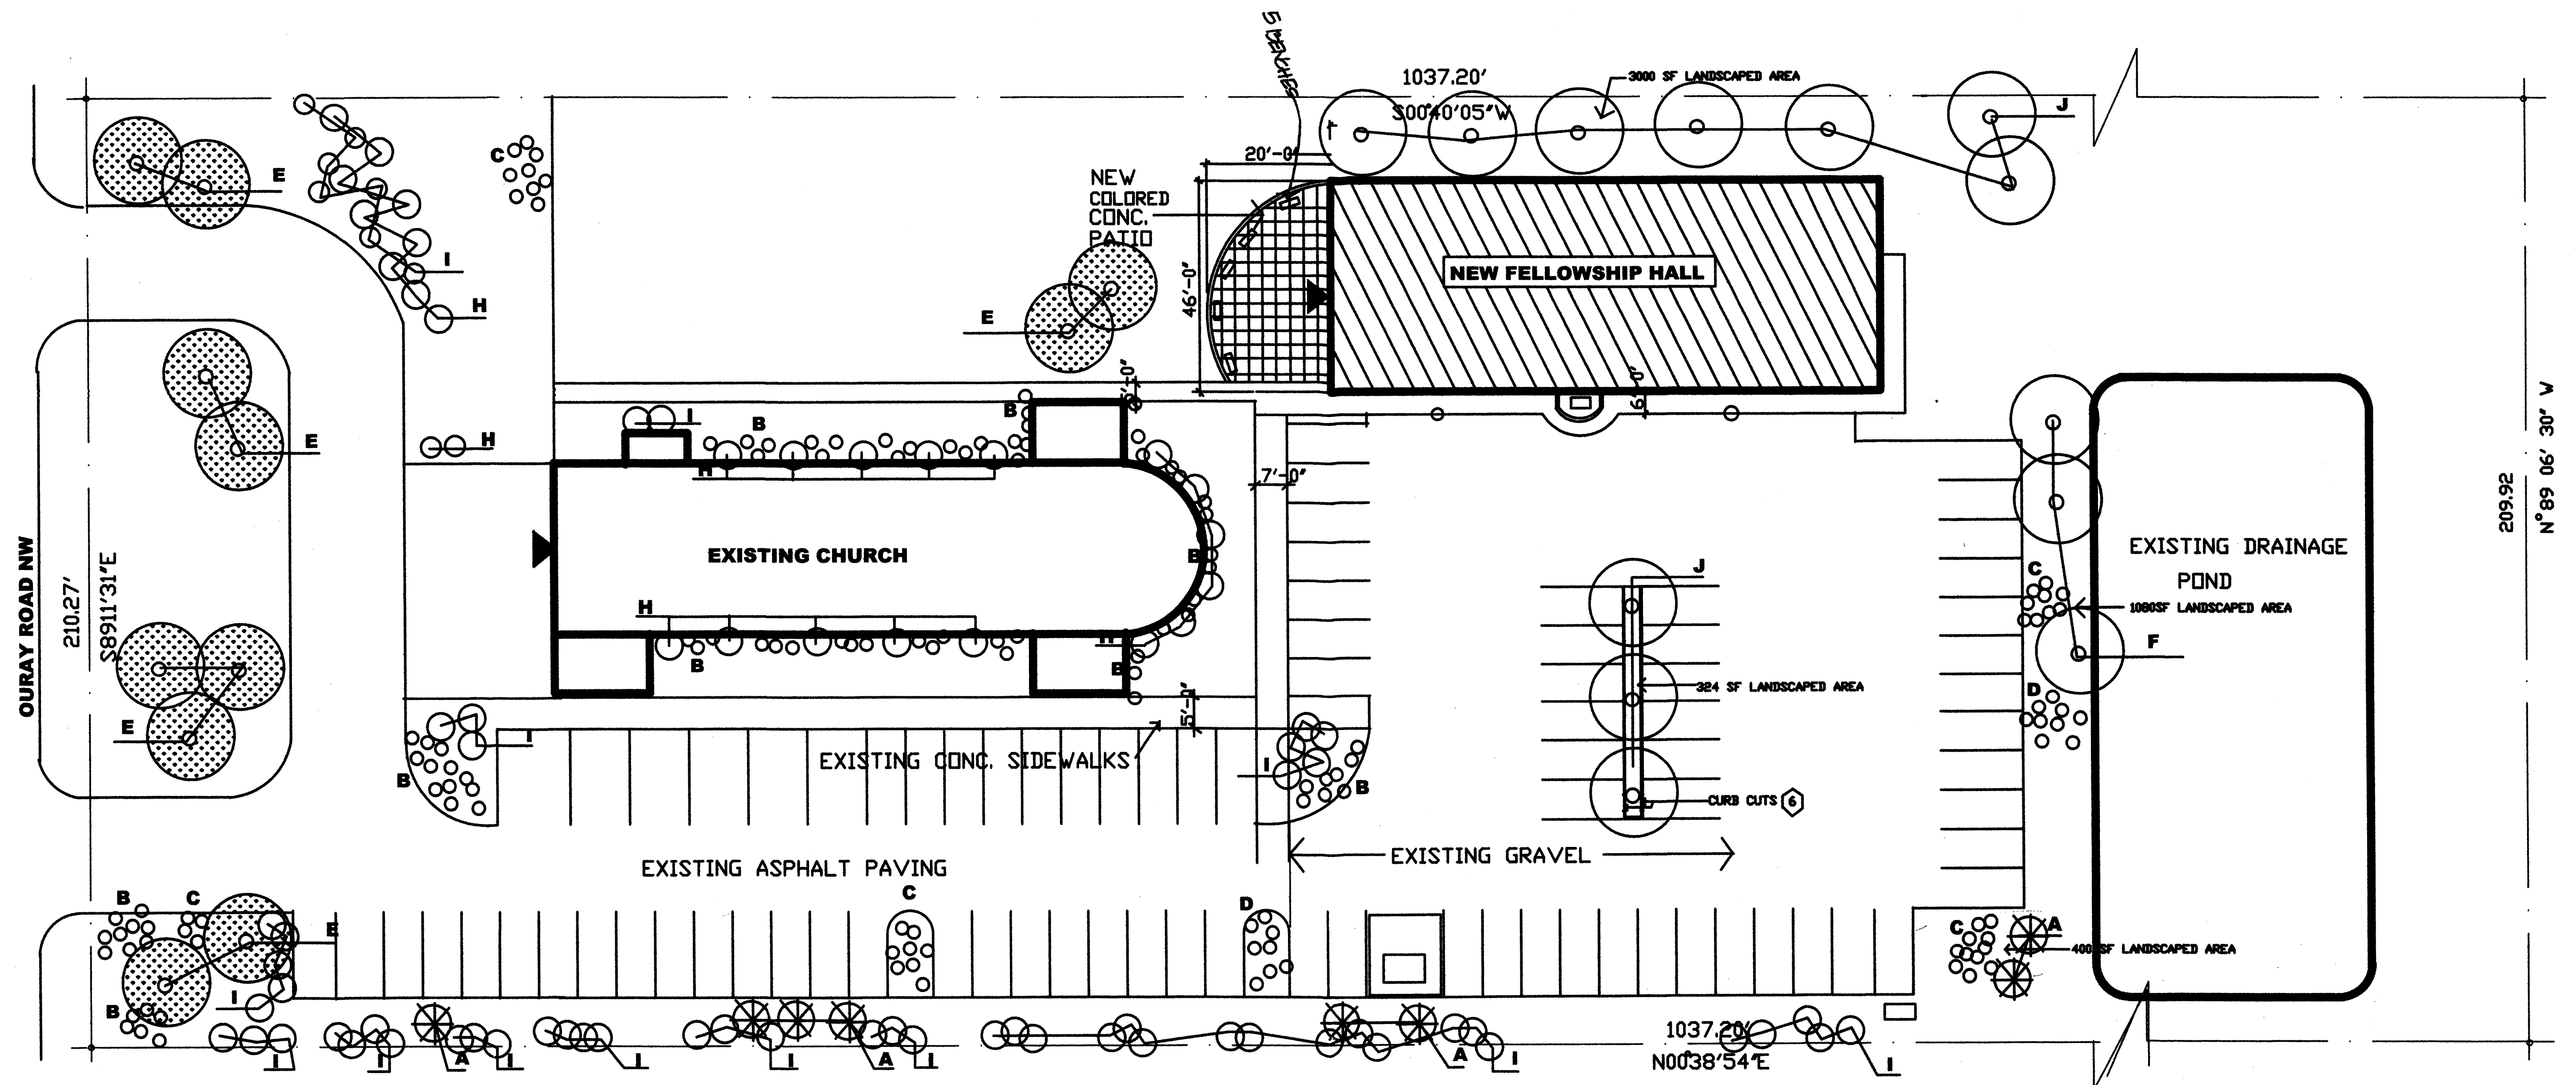 5 BENCHES
1037.20'
S00°40'05"W
3000 SF LANDSCAPED AREA
J
C
E
20'-0"
NEW
COLORED
CONC.
PATIO
I
H
46'-0"
NEW FELLOWSHIP HALL
E
E
H
I
B
B
6'-0"
H
7'-0"
EXISTING CHURCH
B
H
B
B
OURAY ROAD NW
210.27'
S8911'31"E
E
I
B
5'-0"
EXISTING CONC. SIDEWALKS
I
B
J
324 SF LANDSCAPED AREA
CURB CUTS 6
EXISTING DRAINAGE
POND
C
1080SF LANDSCAPED AREA
F
D
209.92
N°89 06' 30" W
EXISTING ASPHALT PAVING
EXISTING GRAVEL
B
C
E
C
D
C
A
400 SF LANDSCAPED AREA
I
B
I
I
A
I
I
I
A
I
A
I
1037.20'
N00°38'54"E
I